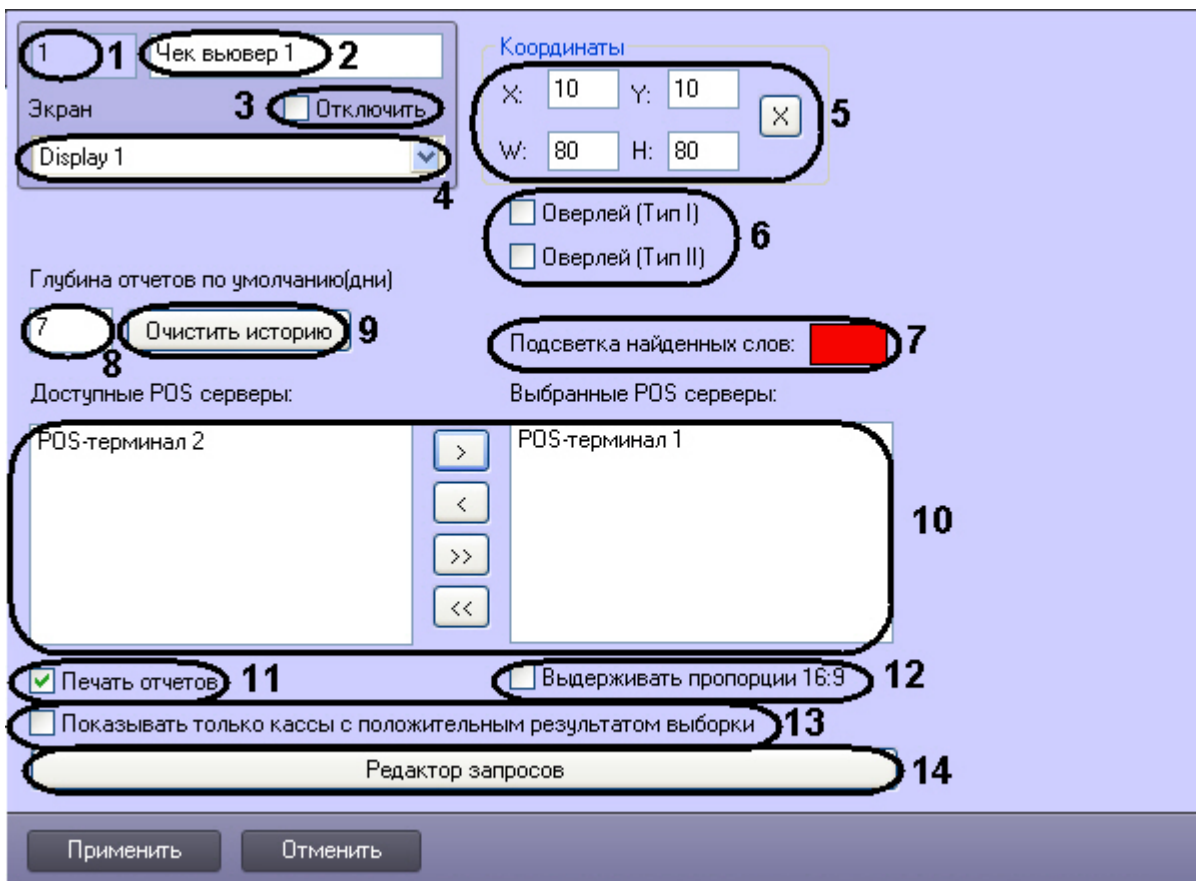 1 1 Чек вьювер 1 2
Экран 3 Отключить
Display 1
4
Координаты
X: 10 Y: 10
X 5
W: 80 H: 80
Оверлей (Тип I)
6
Оверлей (Тип II)
Глубина отчетов по умолчанию(дни)
7 Очистить историю 9
8
Подсветка найденных слов: 7
Доступные POS серверы: Выбранные POS серверы:
POS-терминал 2 > POS-терминал 1
<
10
>>
<<
Печать отчетов 11 Выдерживать пропорции 16:9 12
Показывать только кассы с положительным результатом выборки 13
Редактор запросов 14
Применить Отменить